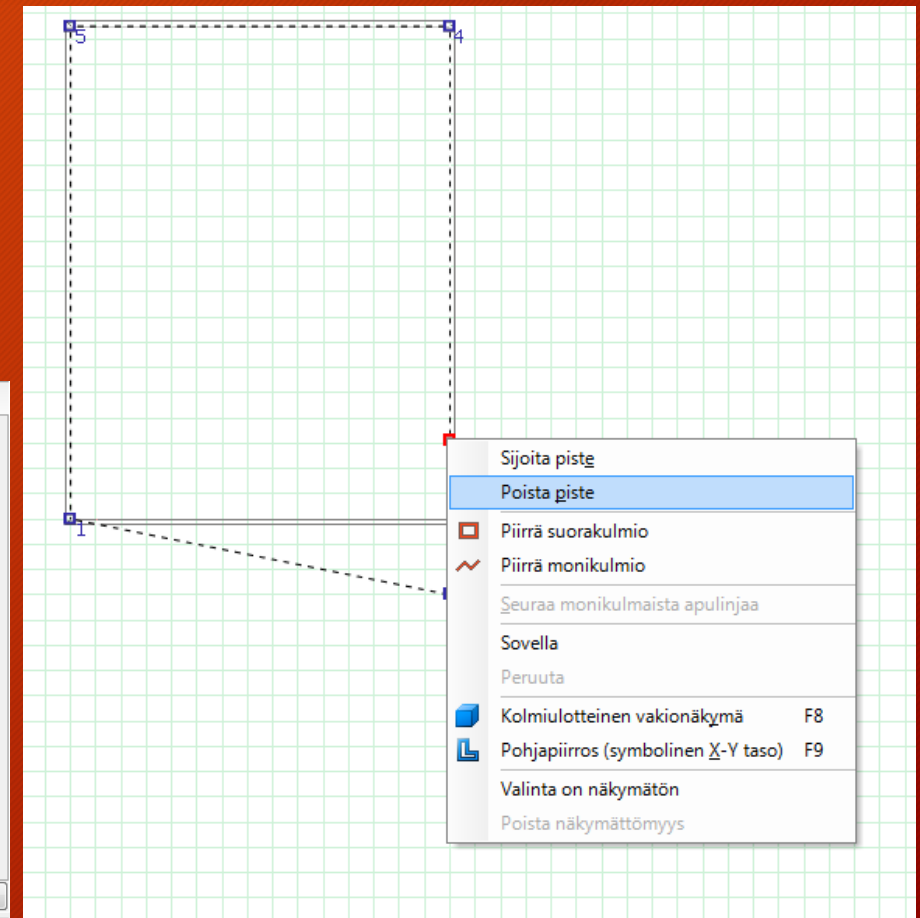 5
4
1
Sijoita piste
Poista piste
Piirrä suorakulmio
Piirrä monikulmio
Seuraa monikulmaista apulinjaa
Sovella
Peruuta
Kolmiulotteinen vakionäkymä F8
Pohjapiirros (symbolinen X-Y taso) F9
Valinta on näkymätön
Poista näkymättömyys